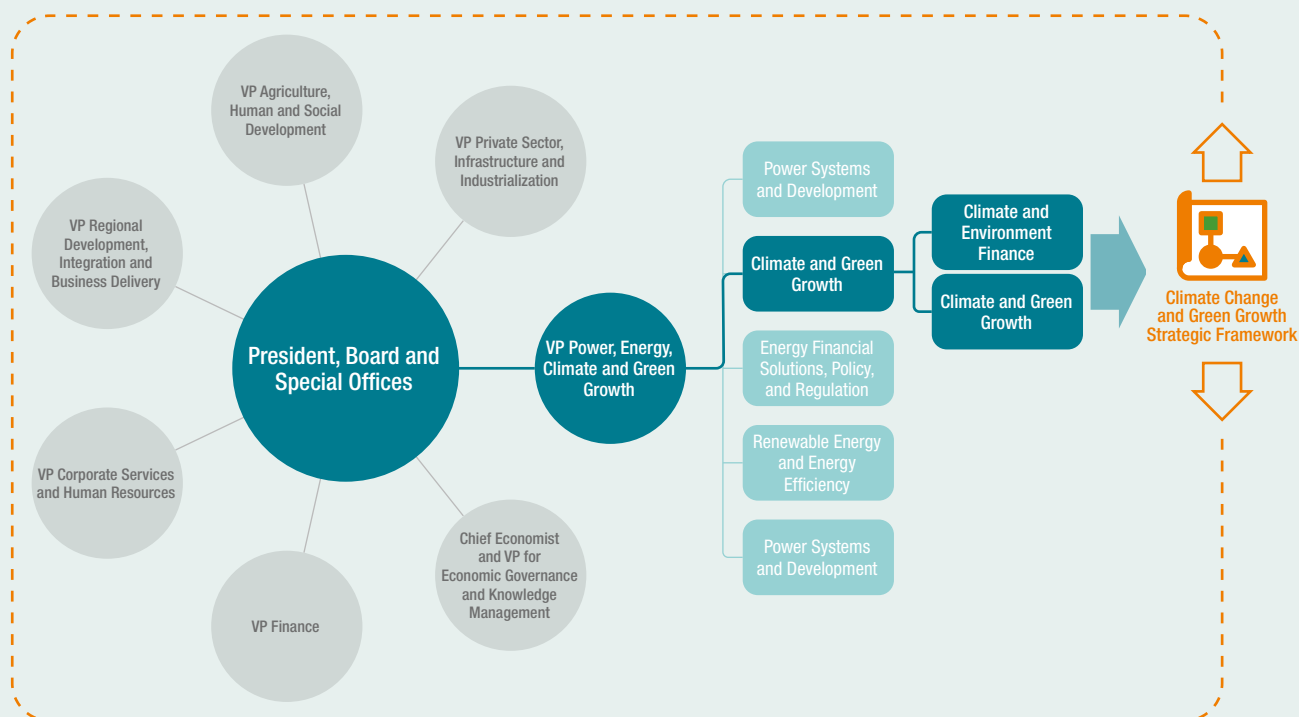 VP Agriculture,
Human and Social
Development
VP Private Sector,
Infrastructure and
Industrialization
VP Regional
Development,
Integration and
Business Delivery
President, Board and
Special Offices
VP Corporate Services
and Human Resources
VP Finance
Chief Economist
and VP for
Economic Governance
and Knowledge
Management
VP Power, Energy,
Climate and Green
Growth
Power Systems
and Development
Climate and Green
Growth
Energy Financial
Solutions, Policy,
and Regulation
Renewable Energy
and Energy
Efficiency
Power Systems
and Development
Climate and
Environment
Finance
Climate and Green
Growth
Climate Change
and Green Growth
Strategic Framework